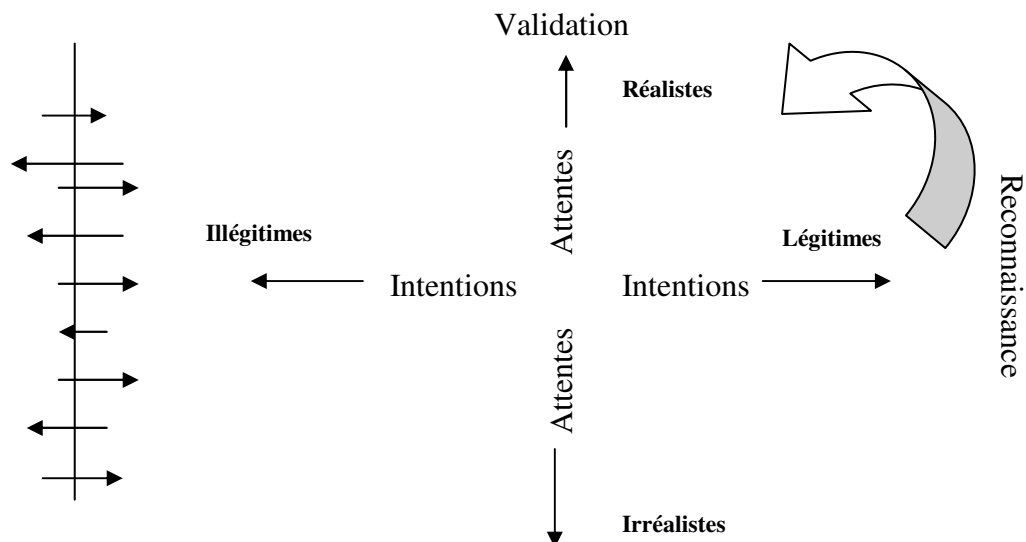 Validation
Réalistes
Attentes
Reconnaissance
Illégitimes
Légitimes
Intentions
Intentions
Attentes
Irréalistes